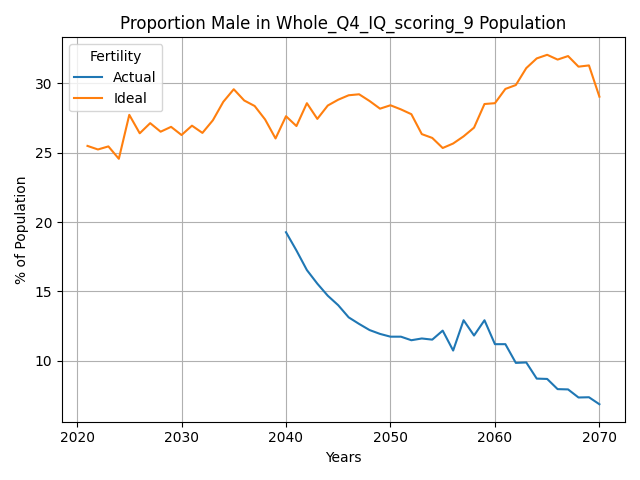 Proportion Male in Whole_Q4_IQ_scoring_9 Population
Fertility
Actual
Ideal
% of Population
30
25
20
15
10
2020 2030 2040 2050 2060 2070
Years